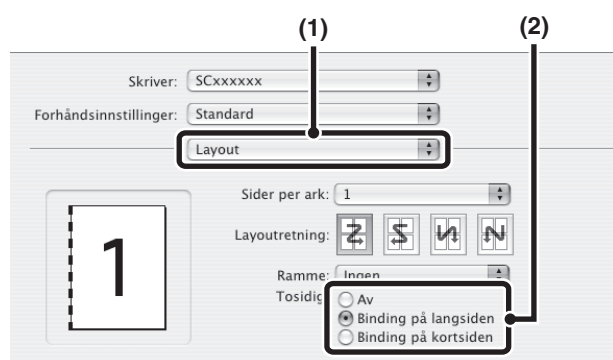 (1)
(2)
Skriver: SCxxxxxx
Forhåndsinnstillinger: Standard
Layout
Sider per ark: 1
Layoutretning:
Ramme: Ingen
Tosidig
Av
Binding på langsiden
Binding på kortsiden
1